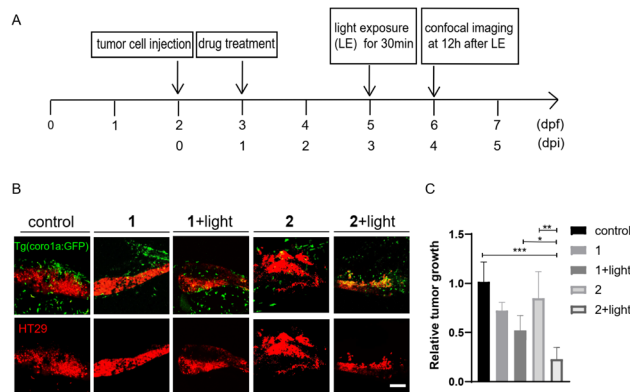 A
tumor cell injection
drug treatment
light exposure
(LE) for 30min
confocal imaging
at 12h after LE
0 1 2 3 4 5 6 7 (dpf)
0 1 2 3 4 5 (dpi)
B
control 1 1+light 2 2+light
Tg(coro1a:GFP)
HT29
C
Relative tumor growth
1.5
1.0
0.5
0.0
***
*
**
control
1
1+light
2
2+light